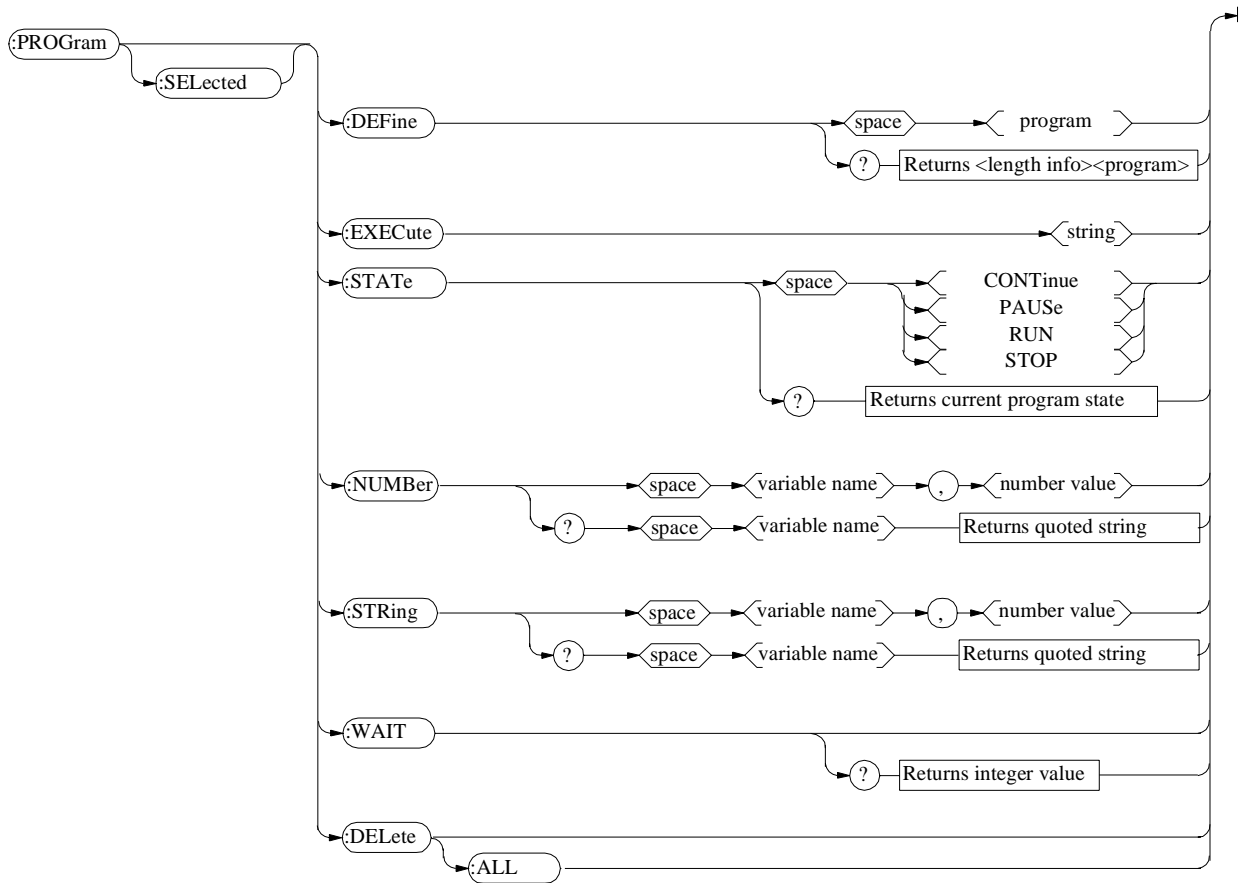 :PROGram
:SELected
:DEFine space program
? Returns <length info><program>
:EXECute string
:STATe space CONTinue
PAUSe
RUN
STOP
? Returns current program state
:NUMBer space variable name , number value
? space variable name Returns quoted string
:STRing space variable name , number value
? space variable name Returns quoted string
:WAIT
? Returns integer value
:DELete
:ALL